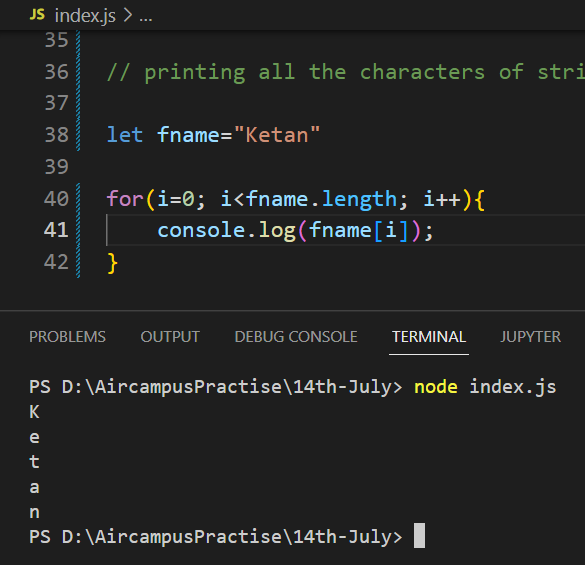 JS index.js > ...
35
36 // printing all the characters of stri
37
38 let fname="Ketan"
39
40 for(i=0; i<fname.length; i++){
41     console.log(fname[i]);
42 }
PROBLEMS OUTPUT DEBUG CONSOLE TERMINAL JUPYTER
PS D:\AircampusPractise\14th-July> node index.js
K
e
t
a
n
PS D:\AircampusPractise\14th-July>